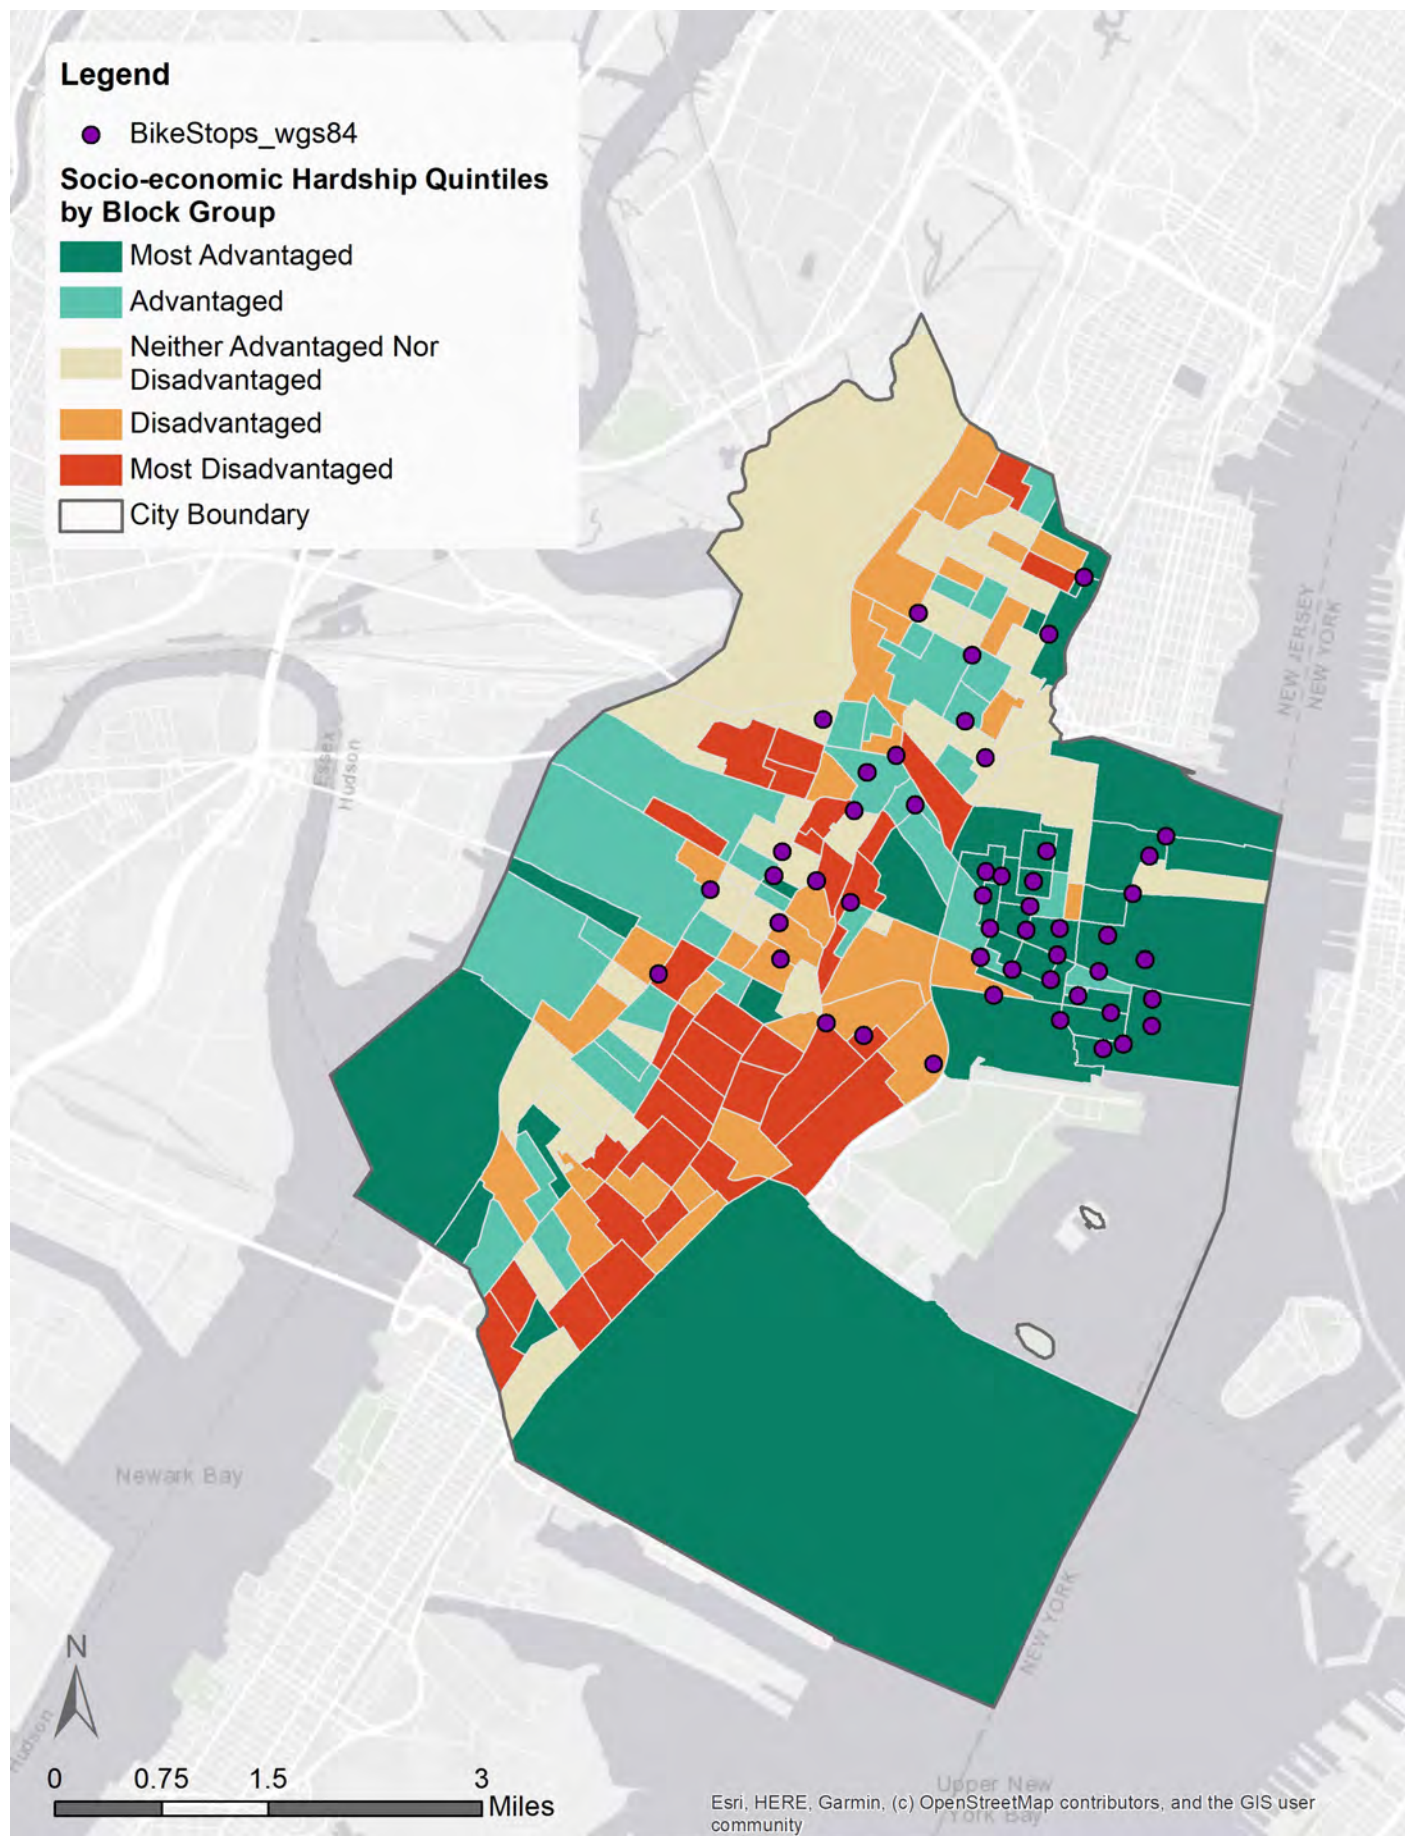 Legend
BikeStops_wgs84
Socio-economic Hardship Quintiles
by Block Group
Most Advantaged
Advantaged
Neither Advantaged Nor
Disadvantaged
Disadvantaged
Most Disadvantaged
City Boundary
NEW JERSEY
NEW YORK
Essex
Hudson
Newark Bay
NEW YORK
N
Hudson
0
0.75
1.5
3
Miles
Upper New
York Bay
Esri, HERE, Garmin, (c) OpenStreetMap contributors, and the GIS user
community